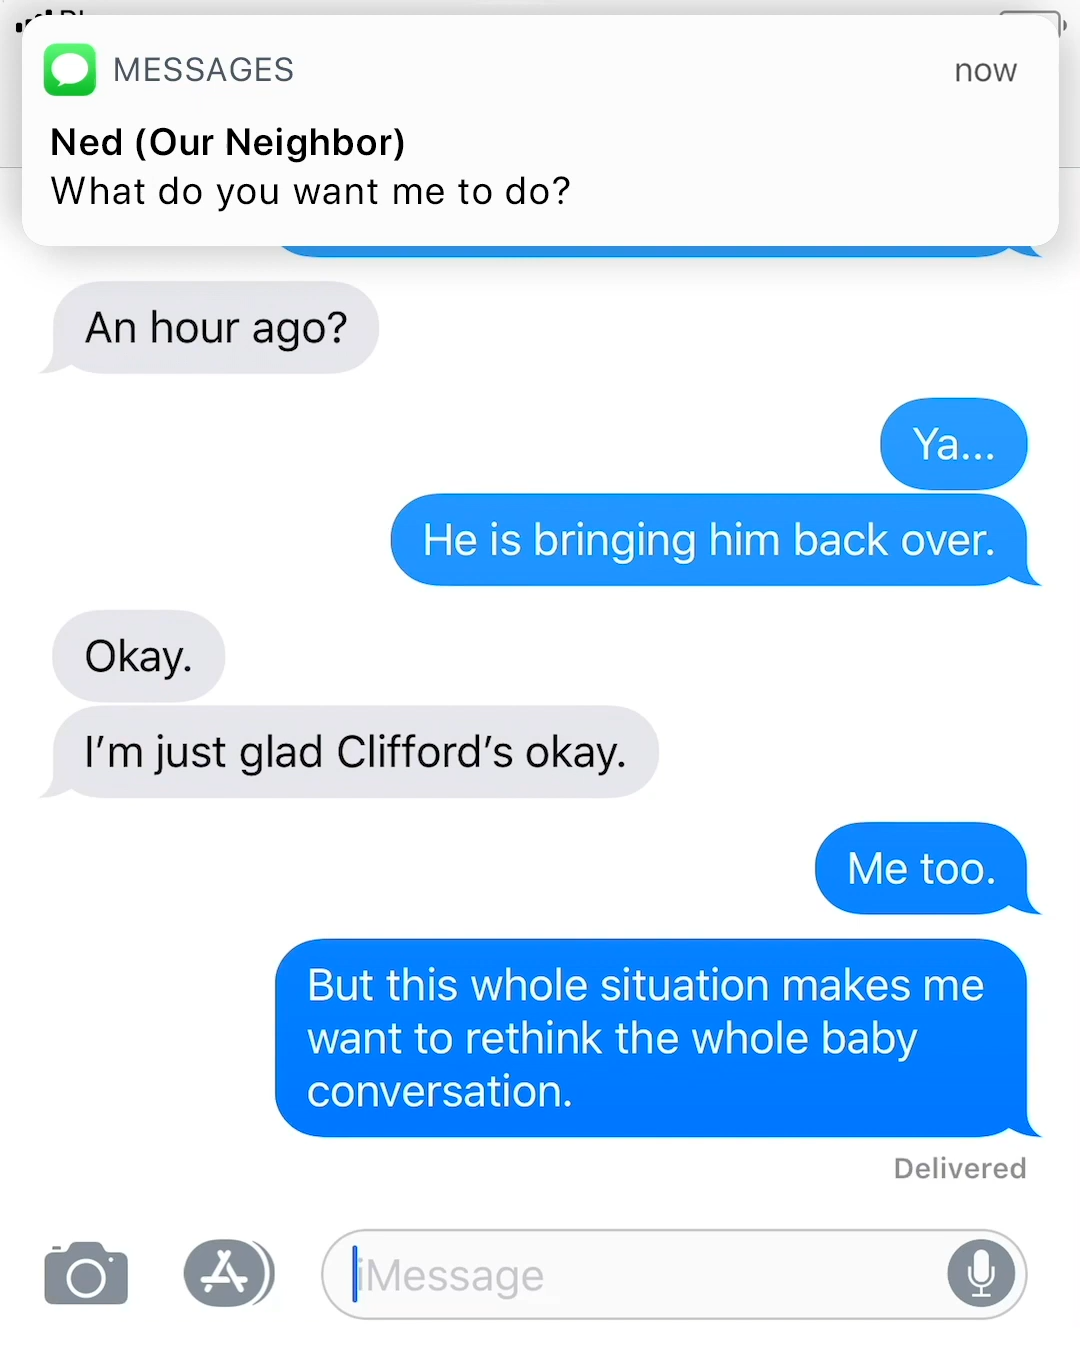 MESSAGES
now
Ned (Our Neighbor)
What do you want me to do?
An hour ago?
Ya...
He is bringing him back over.
Okay.
I’m just glad Clifford’s okay.
Me too.
But this whole situation makes me
want to rethink the whole baby
conversation.
Delivered
iMessage